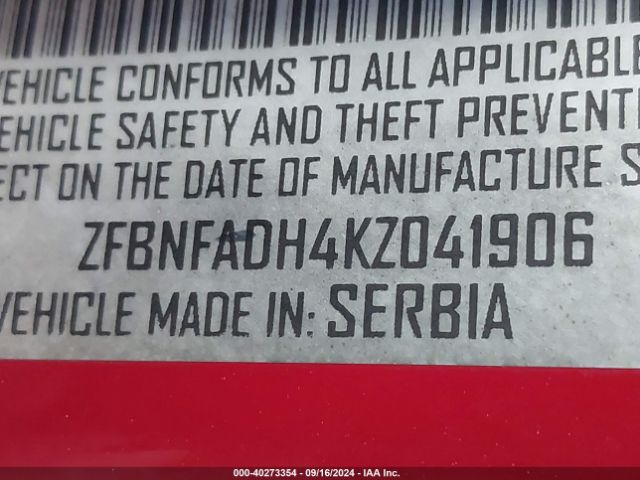 VEHICLE CONFORMS TO ALL APPLICABLE
VEHICLE SAFETY AND THEFT PREVENTI
ECT ON THE DATE OF MANUFACTURE S
ZFBNFADH4KZ041906
VEHICLE MADE IN: SERBIA
000-40273354 - 09/16/2024 - IAA Inc.